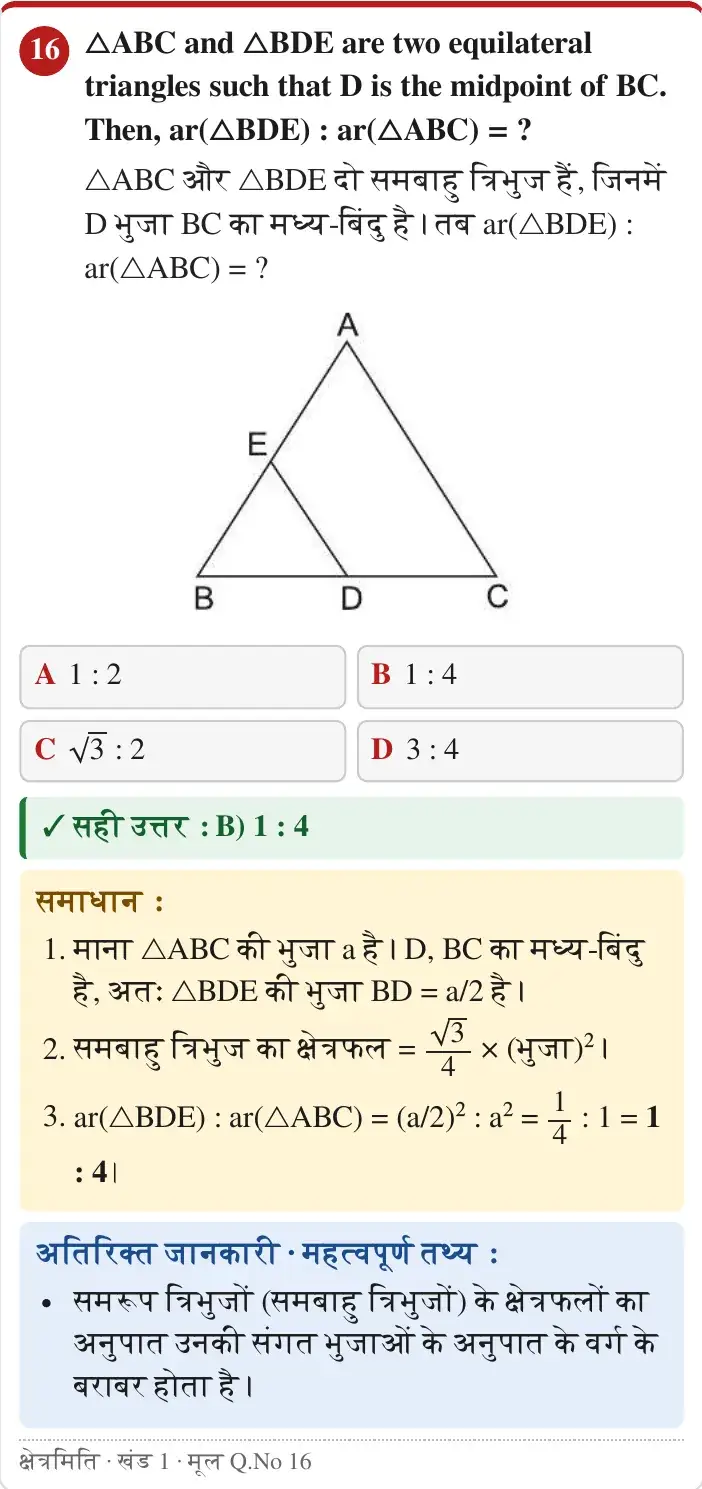 16 △ABC and △BDE are two equilateral
triangles such that D is the midpoint of BC.
Then, ar(△BDE) : ar(△ABC) = ?
△ABC और △BDE दो समबाहु त्रिभुज हैं, जिनमें
D भुजा BC का मध्य-बिंदु है। तब ar(△BDE) :
ar(△ABC) = ?
A
E
B D C
A 1 : 2
B 1 : 4
C √3 : 2
D 3 : 4
✓ सही उत्तर : B) 1 : 4
समाधान :
1. माना △ABC की भुजा a है। D, BC का मध्य-बिंदु
है, अतः △BDE की भुजा BD = a/2 है।
2. समबाहु त्रिभुज का क्षेत्रफल = √3/4 × (भुजा)²।
3. ar(△BDE) : ar(△ABC) = (a/2)² : a² = 1/4 : 1 = 1
: 4।
अतिरिक्त जानकारी · महत्वपूर्ण तथ्य :
• समरूप त्रिभुजों (समबाहु त्रिभुजों) के क्षेत्रफलों का
अनुपात उनकी संगत भुजाओं के अनुपात के वर्ग के
बराबर होता है।
क्षेत्रमिति · खंड 1 · मूल Q.No 16